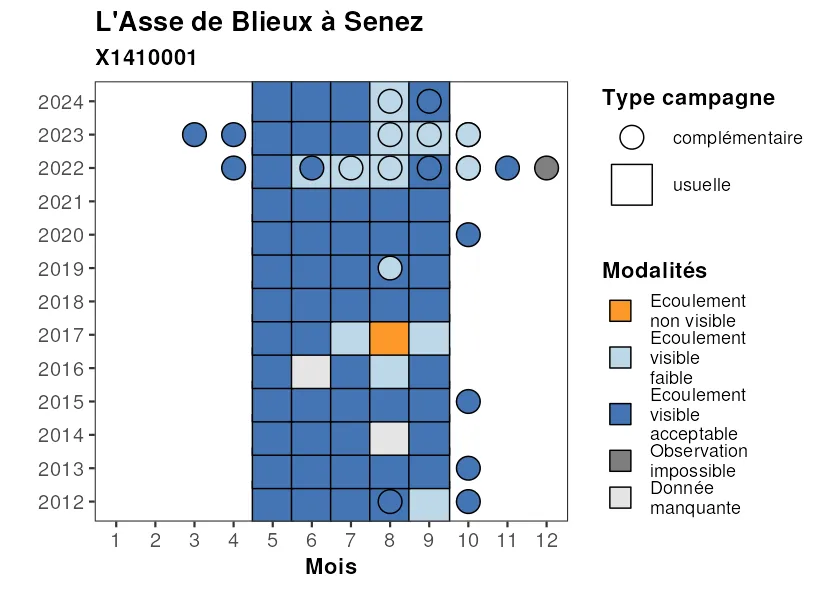 L'Asse de Blieux à Senez
X1410001
2024
2023
2022
2021
2020
2019
2018
2017
2016
2015
2014
2013
2012
1 2 3 4 5 6 7 8 9 10 11 12
Mois
Type campagne
complémentaire
usuelle
Modalités
Ecoulement
non visible
Ecoulement
visible
faible
Ecoulement
visible
acceptable
Observation
impossible
Donnée
manquante